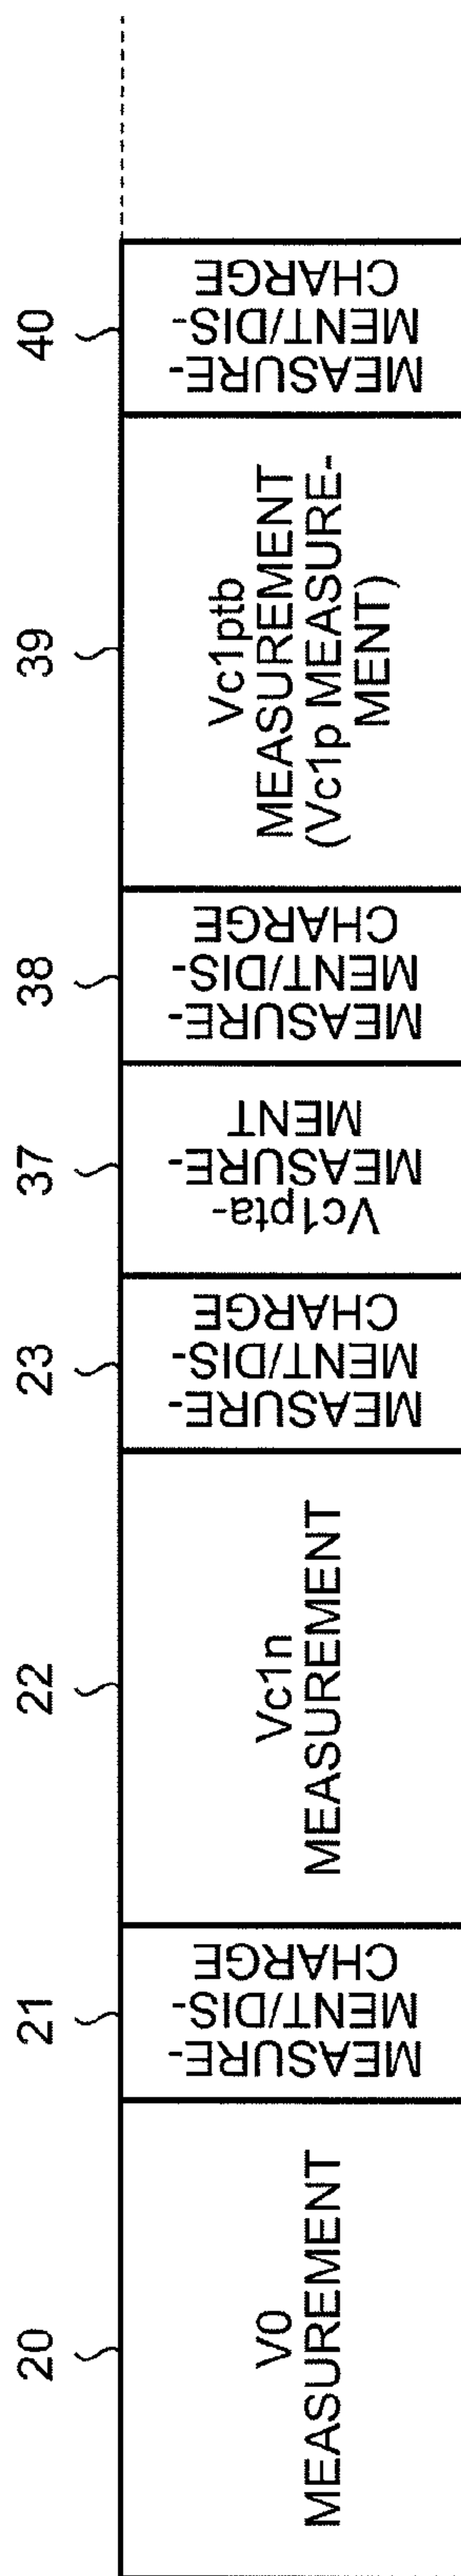 20
21
22
23
37
38
39
40
V0
MEASUREMENT
MEASURE-
MENT/DIS-
CHARGE
Vc1n
MEASUREMENT
MEASURE-
MENT/DIS-
CHARGE
Vc1pta-
MEASURE-
MENT
MEASURE-
MENT/DIS-
CHARGE
Vc1ptb
MEASUREMENT
(Vc1p MEASURE-
MENT)
MEASURE-
MENT/DIS-
CHARGE